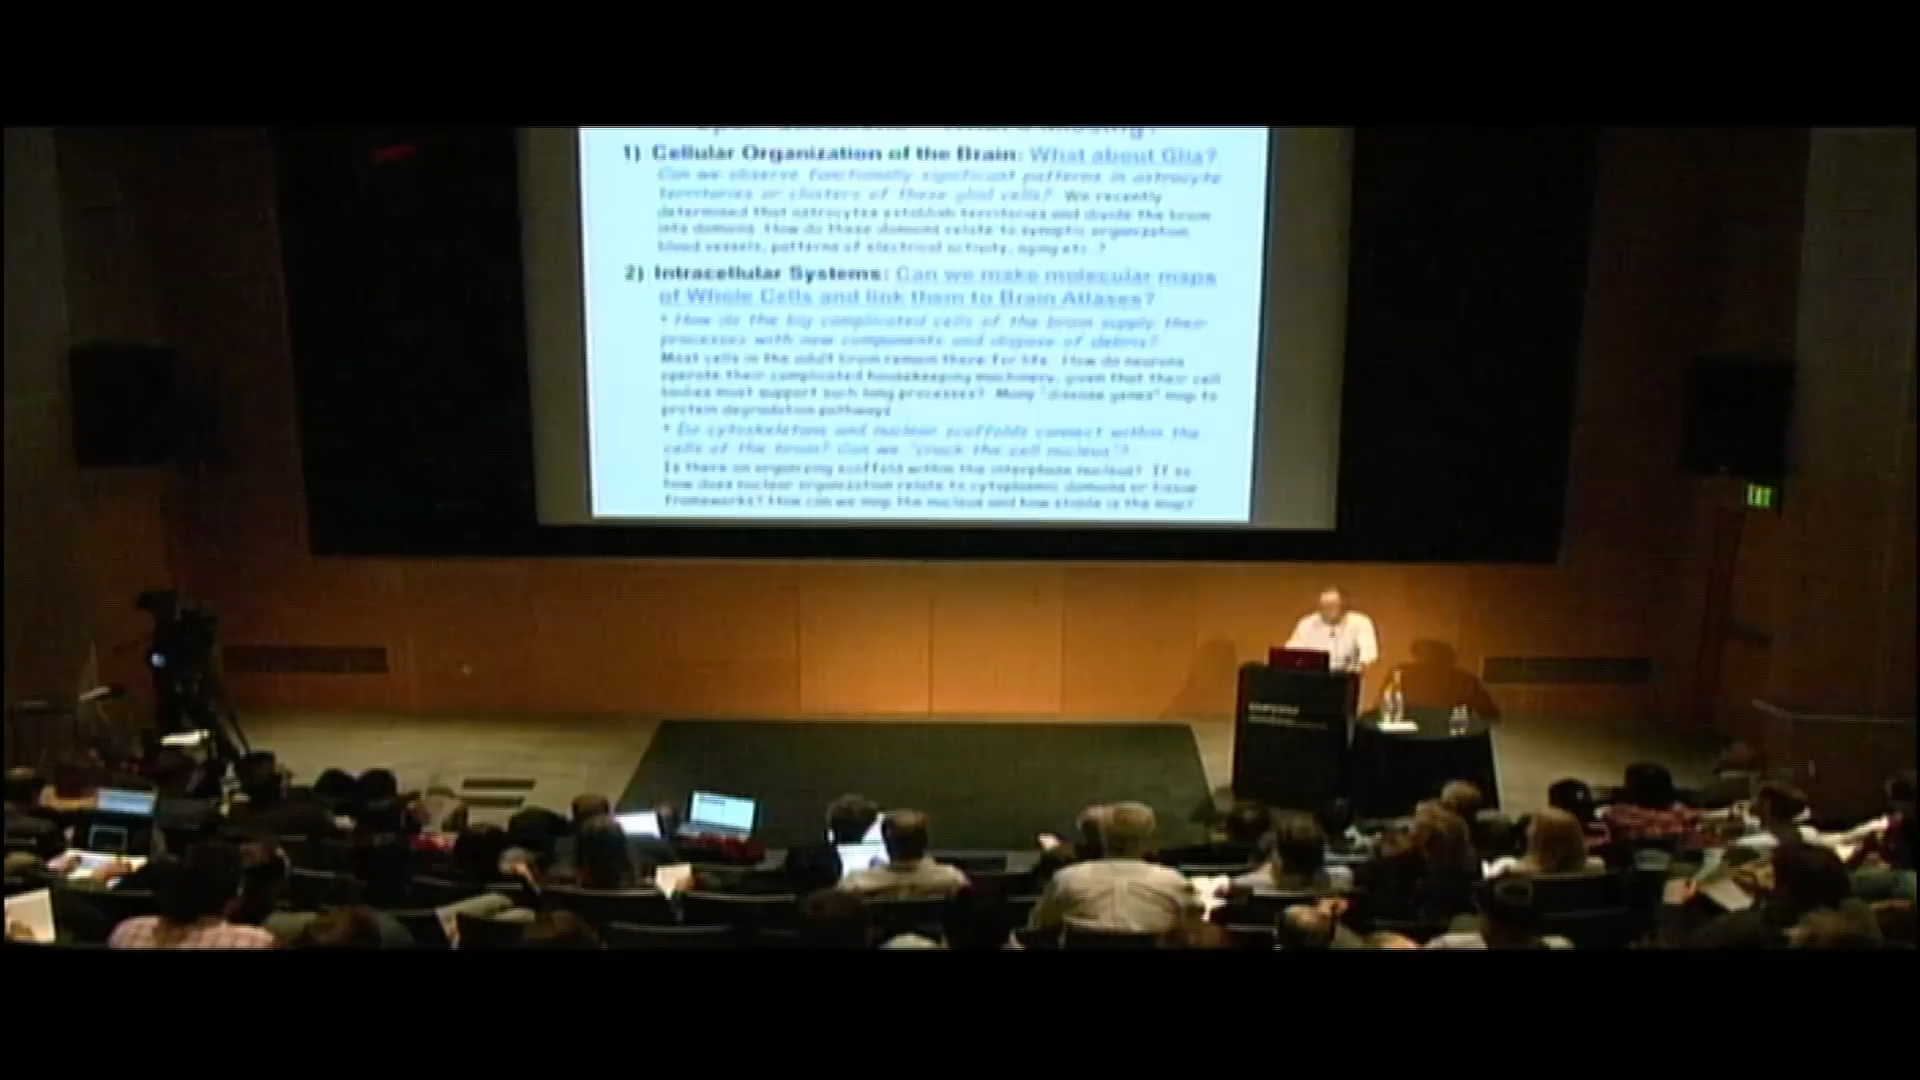 1) Cellular Organization of the Brain: What about Glia?
Can we observe functionally significant patterns in astrocyte
territories or clusters of these glial cells? We recently
determined that astrocytes establish territories and divide the brain
into domains. How do these domains relate to synaptic organization,
blood vessels, patterns of electrical activity, aging etc.?
2) Intracellular Systems: Can we make molecular maps
of Whole Cells and link them to Brain Atlases?
• How do the big complicated cells of the brain supply their
processes with new components and dispose of debris?
Most cells in the adult brain remain there for life. How do neurons
operate their complicated housekeeping machinery, given that their cell
bodies must support such long processes? Many "disease genes" map to
protein degradation pathways
• Do cytoskeletons and nuclear scaffolds connect within the
cells of the brain? Can we "crack the cell nucleus"?
Is there an organizing scaffold within the interphase nucleus? If so
how does nuclear organization relate to cytoplasmic domains or tissue
frameworks? How can we map the nucleus and how stable is the map?
EXIT